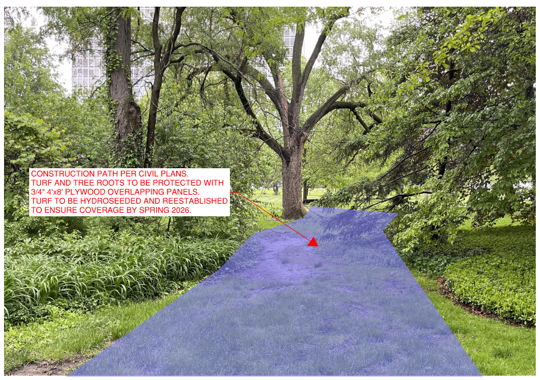 CONSTRUCTION PATH PER CIVIL PLANS.
TURF AND TREE ROOTS TO BE PROTECTED WITH
3/4" 4'x8' PLYWOOD OVERLAPPING PANELS.
TURF TO BE HYDROSEEDED AND REESTABLISHED
TO ENSURE COVERAGE BY SPRING 2026.